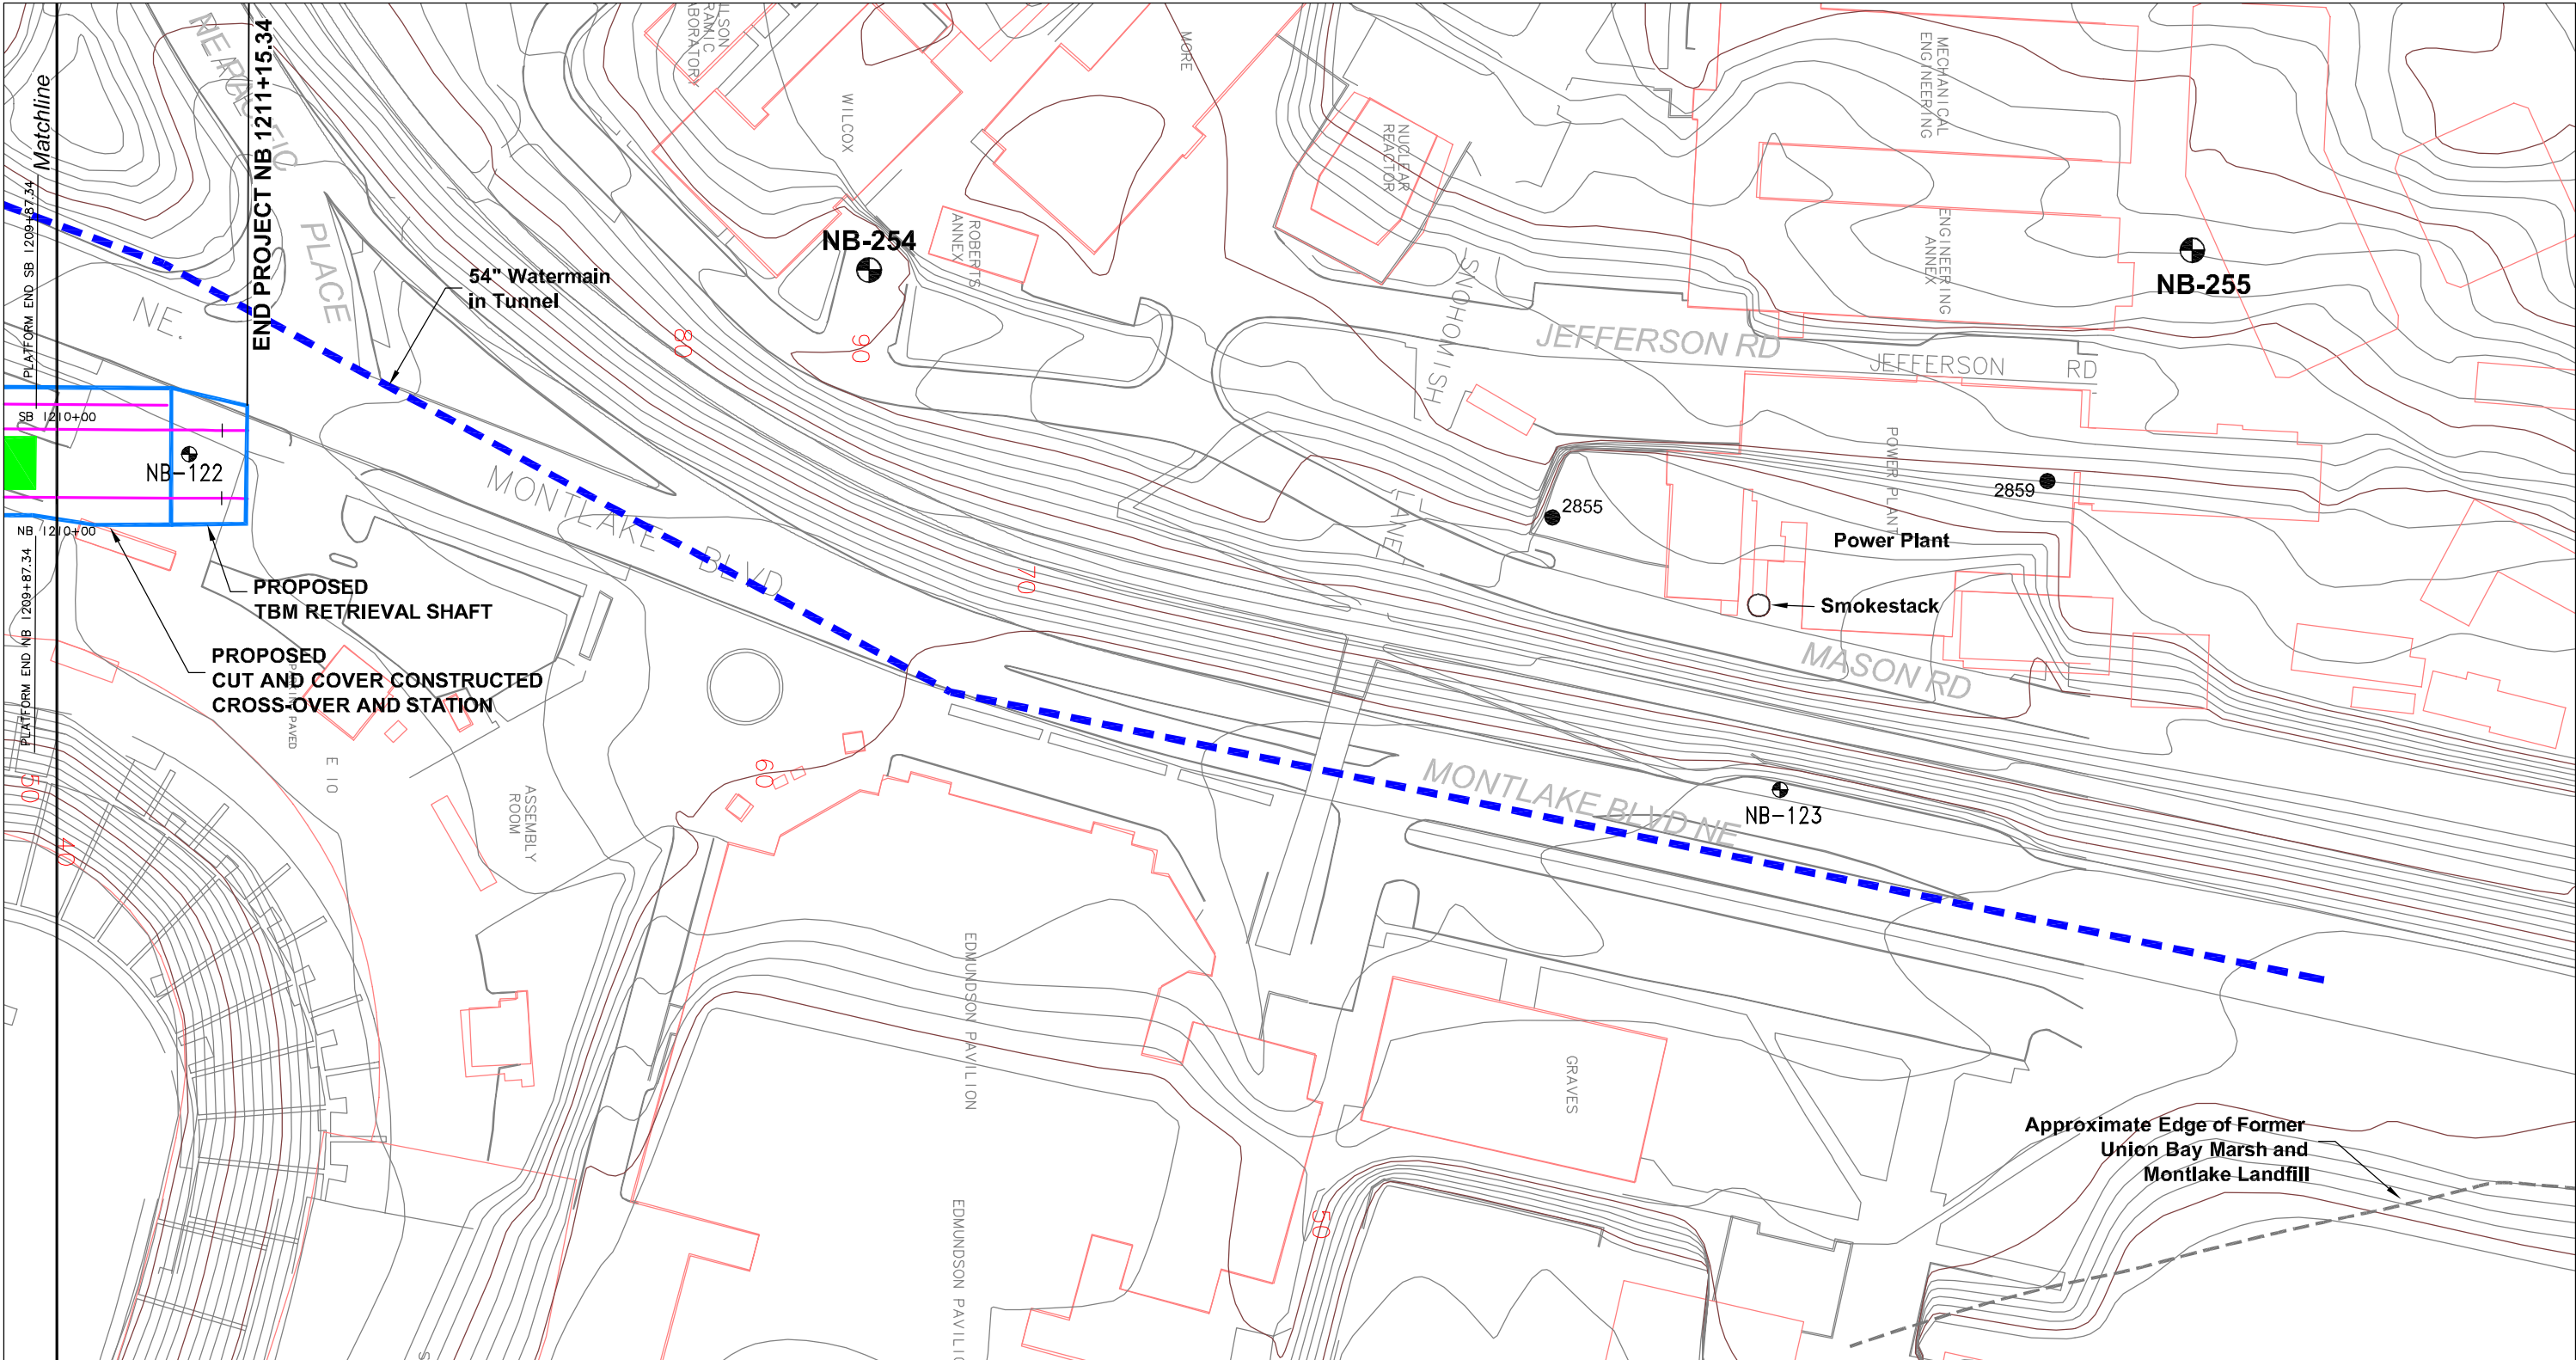 Matchline
END PROJECT NB 1211+15.34
PLATFORM END SB 1209+87.34
PLACE
NE.
54" Watermain
in Tunnel
WILCOX
MORE
NB-254
ROBERTS
ANNEX
NUCLEAR
REACTOR
MECHANICAL
ENGINEERING
ENGINEERING
ANNEX
NB-255
SNOHOMISH
JEFFERSON RD
JEFFERSON RD
80
90
SB 1210+00
NB-122
NB 1210+00
PLATFORM END NB 1209+87.34
MONTLAKE BLVD
70
2855
2859
POWER PLANT
Power Plant
Smokestack
MASON RD
PROPOSED
TBM RETRIEVAL SHAFT
PROPOSED
CUT AND COVER CONSTRUCTED
CROSS-OVER AND STATION
PAVED
E 10
50
40
60
ASSEMBLY
ROOM
MONTLAKE BLVD NE
NB-123
EDMUNDSON PAVILION
GRAVES
EDMUNDSON PAVILIO
50
Approximate Edge of Former
Union Bay Marsh and
Montlake Landfill